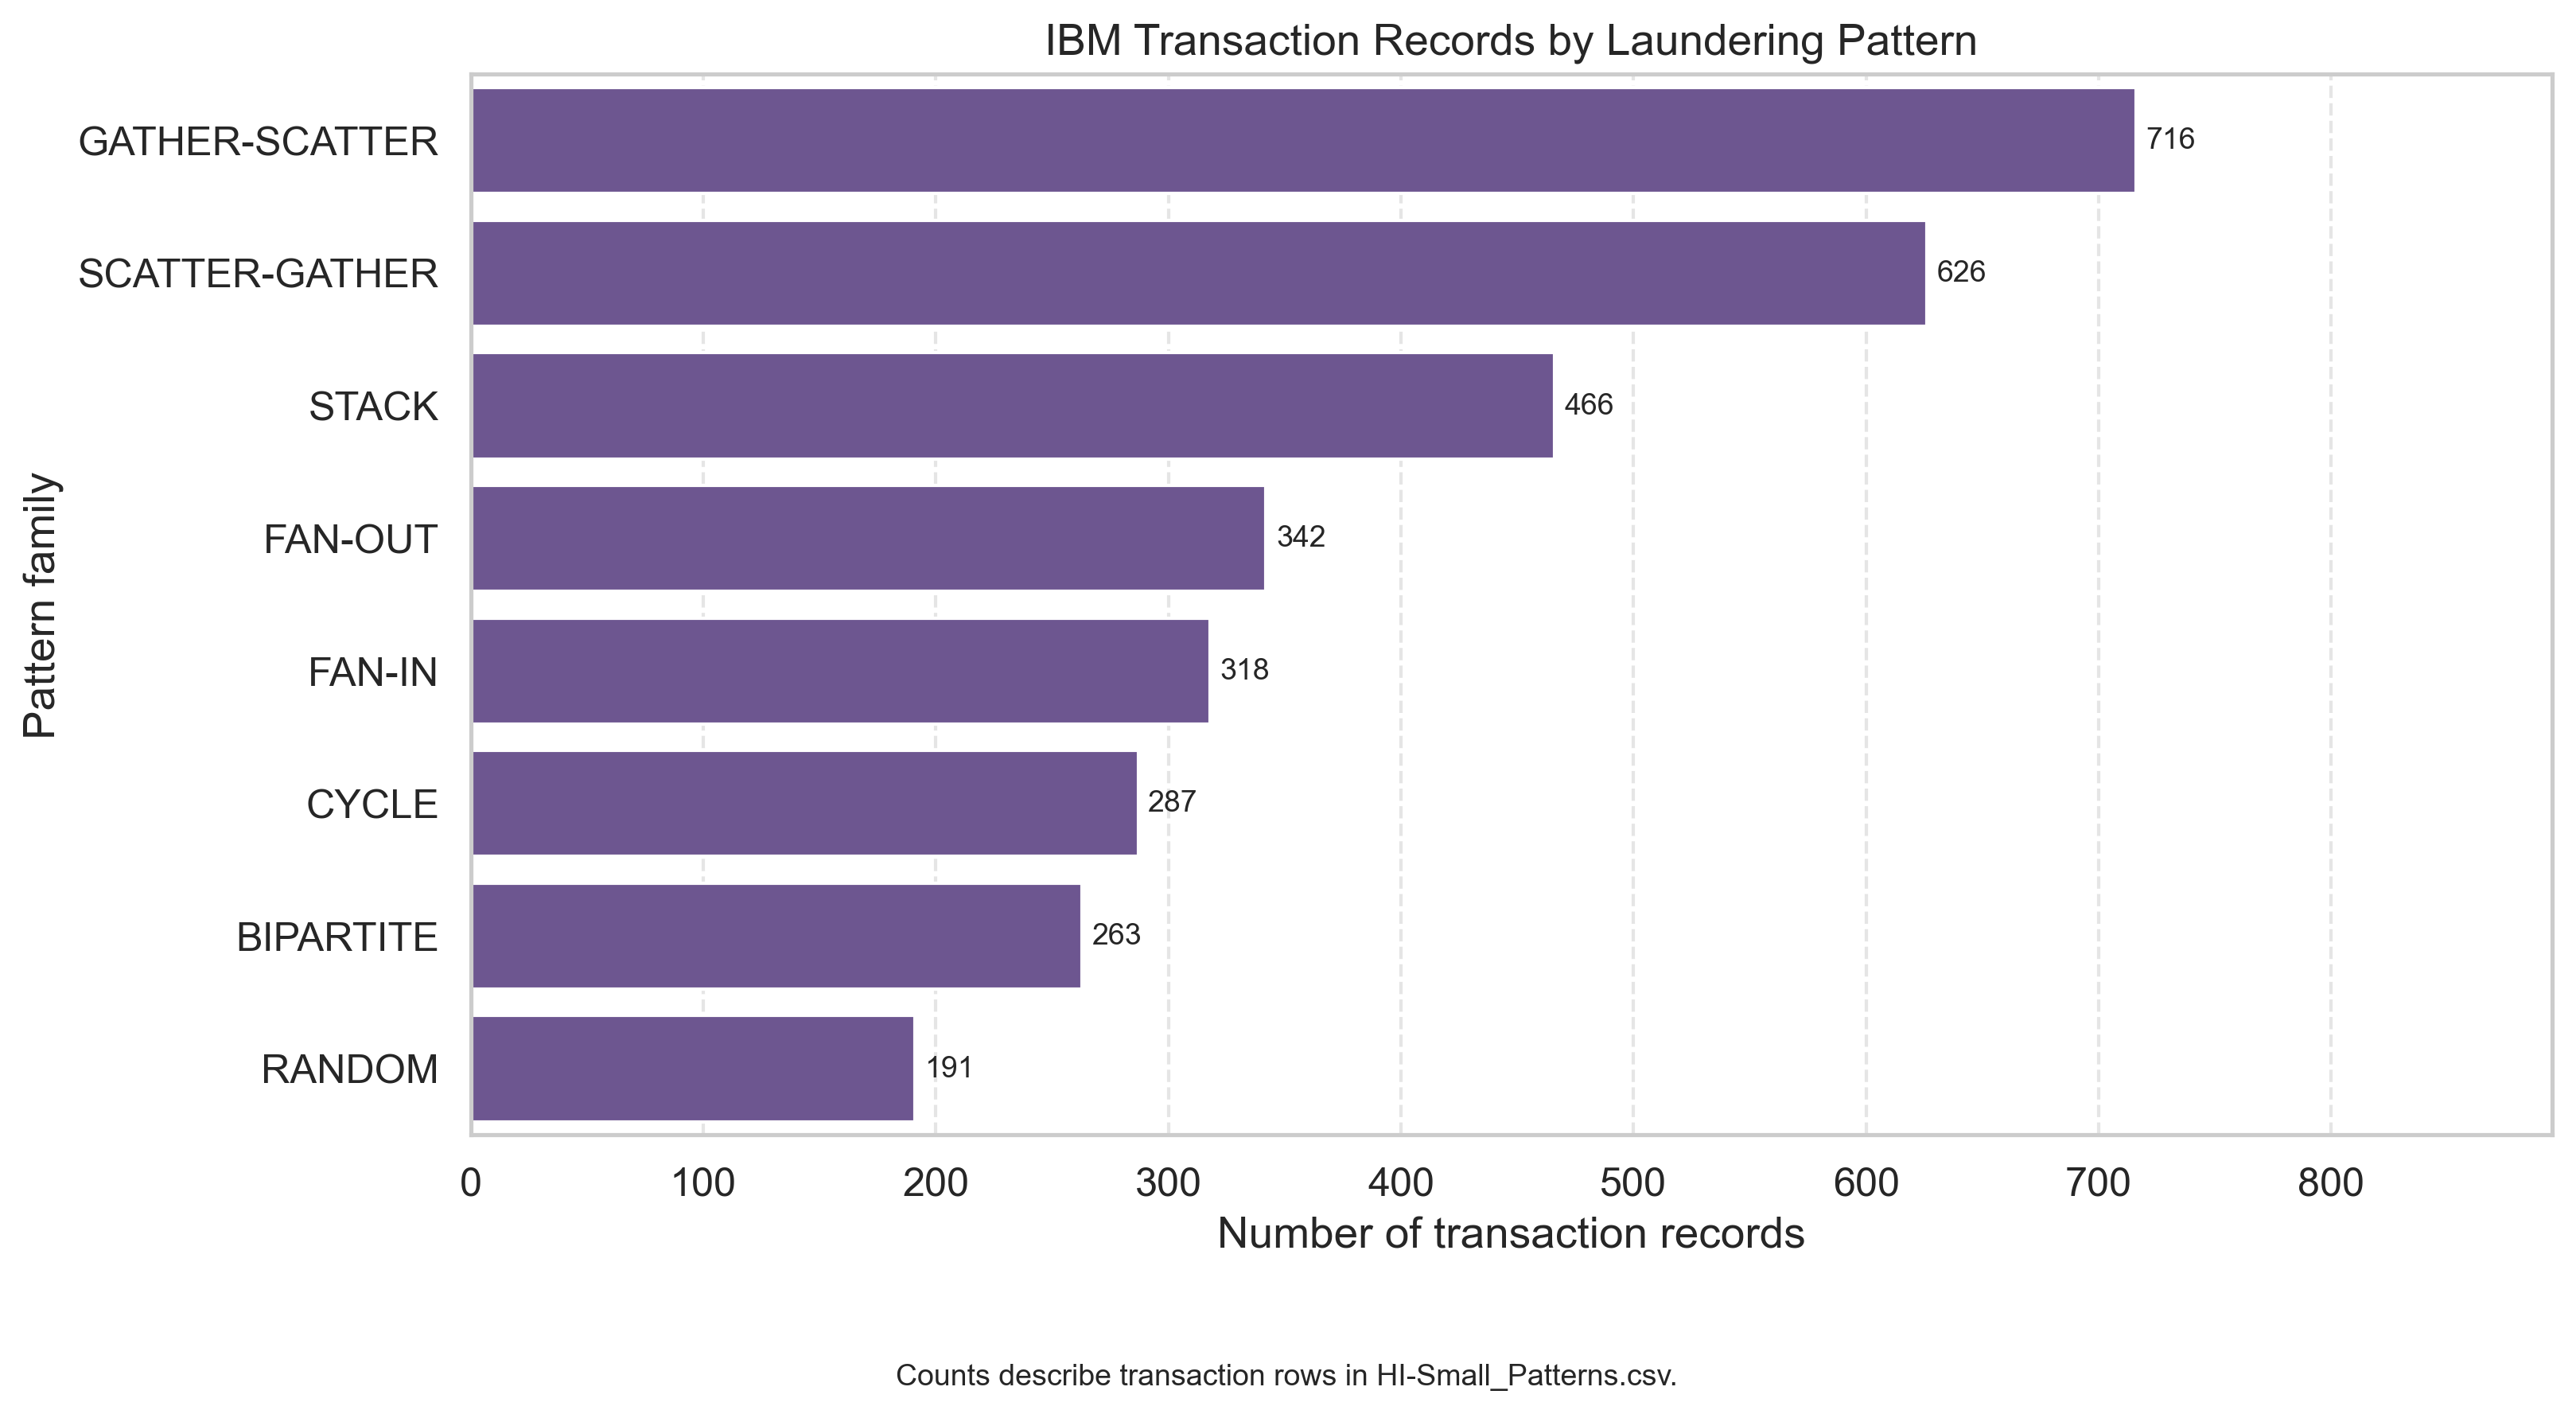 IBM Transaction Records by Laundering Pattern
GATHER-SCATTER
716
SCATTER-GATHER
626
STACK
466
FAN-OUT
342
FAN-IN
318
CYCLE
287
BIPARTITE
263
RANDOM
191
Pattern family
0 100 200 300 400 500 600 700 800
Number of transaction records
Counts describe transaction rows in HI-Small_Patterns.csv.